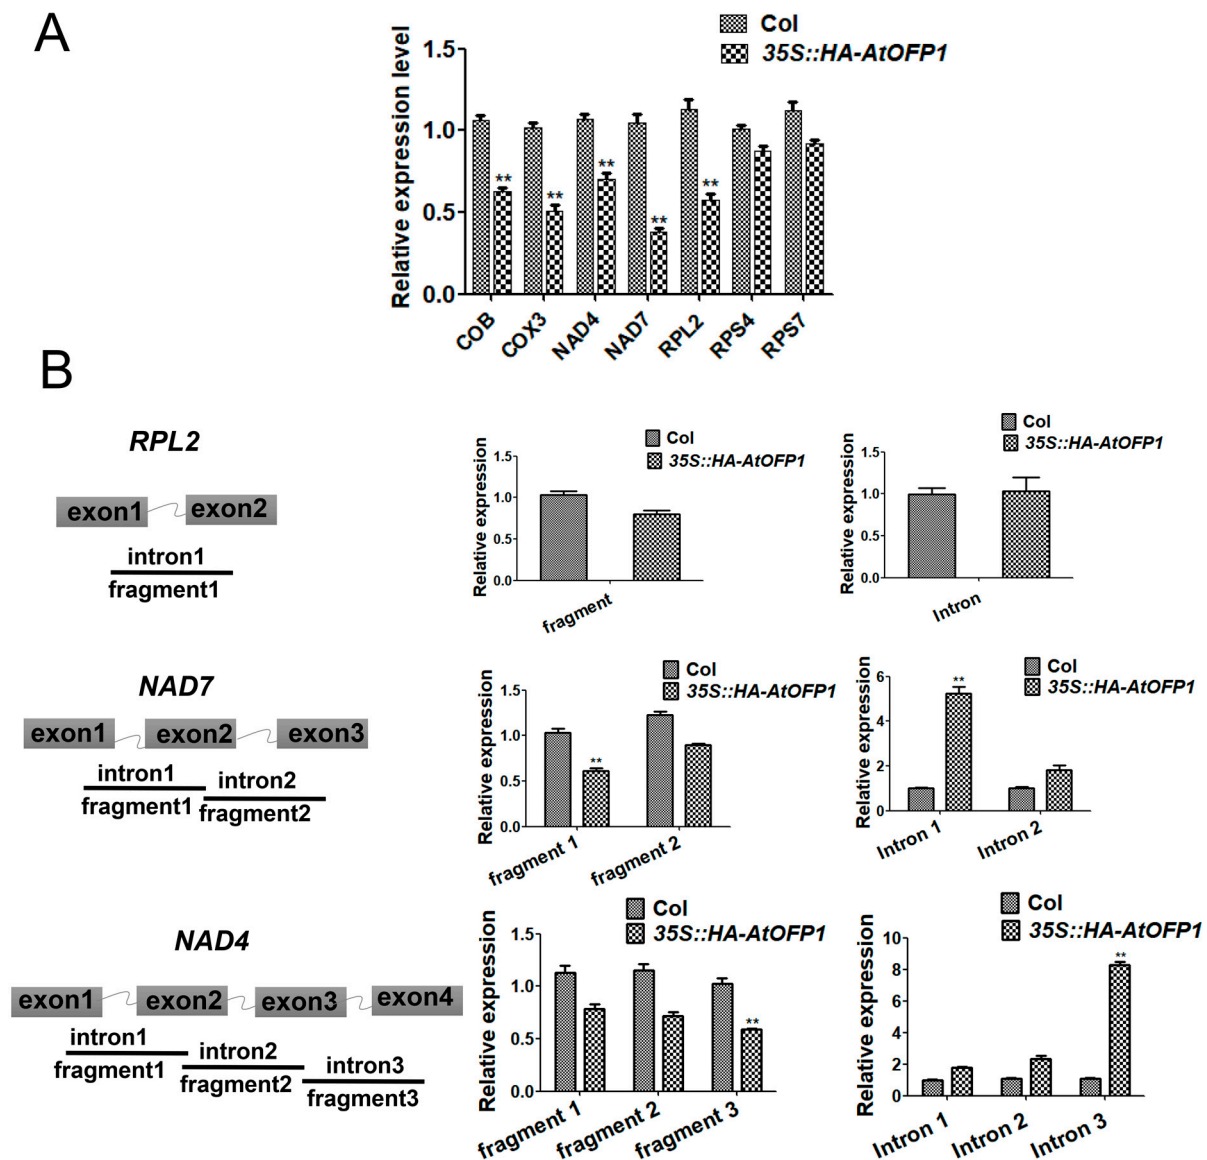 A
Col
35S::HA-AtOFP1
Relative expression level
1.5
1.0
0.5
0.0
COB
COX3
NAD4
NAD7
RPL2
RPS4
RPS7
**
**
**
**
**
B
RPL2
exon1
exon2
intron1
fragment1
Col
35S::HA-AtOFP1
Relative expression
1.5
1.0
0.5
0.0
fragment
Col
35S::HA-AtOFP1
Relative expression
1.5
1.0
0.5
0.0
Intron
NAD7
exon1
exon2
exon3
intron1
intron2
fragment1
fragment2
Col
35S::HA-AtOFP1
Relative expression
1.5
1.0
0.5
0.0
**
fragment 1
fragment 2
Col
35S::HA-AtOFP1
Relative expression
6
4
2
0
**
Intron 1
Intron 2
NAD4
exon1
exon2
exon3
exon4
intron1
intron2
intron3
fragment1
fragment2
fragment3
Col
35S::HA-AtOFP1
Relative expression
1.5
1.0
0.5
0.0
**
fragment 1
fragment 2
fragment 3
Col
35S::HA-AtOFP1
Relative expression
10
8
6
4
2
0
**
Intron 1
Intron 2
Intron 3